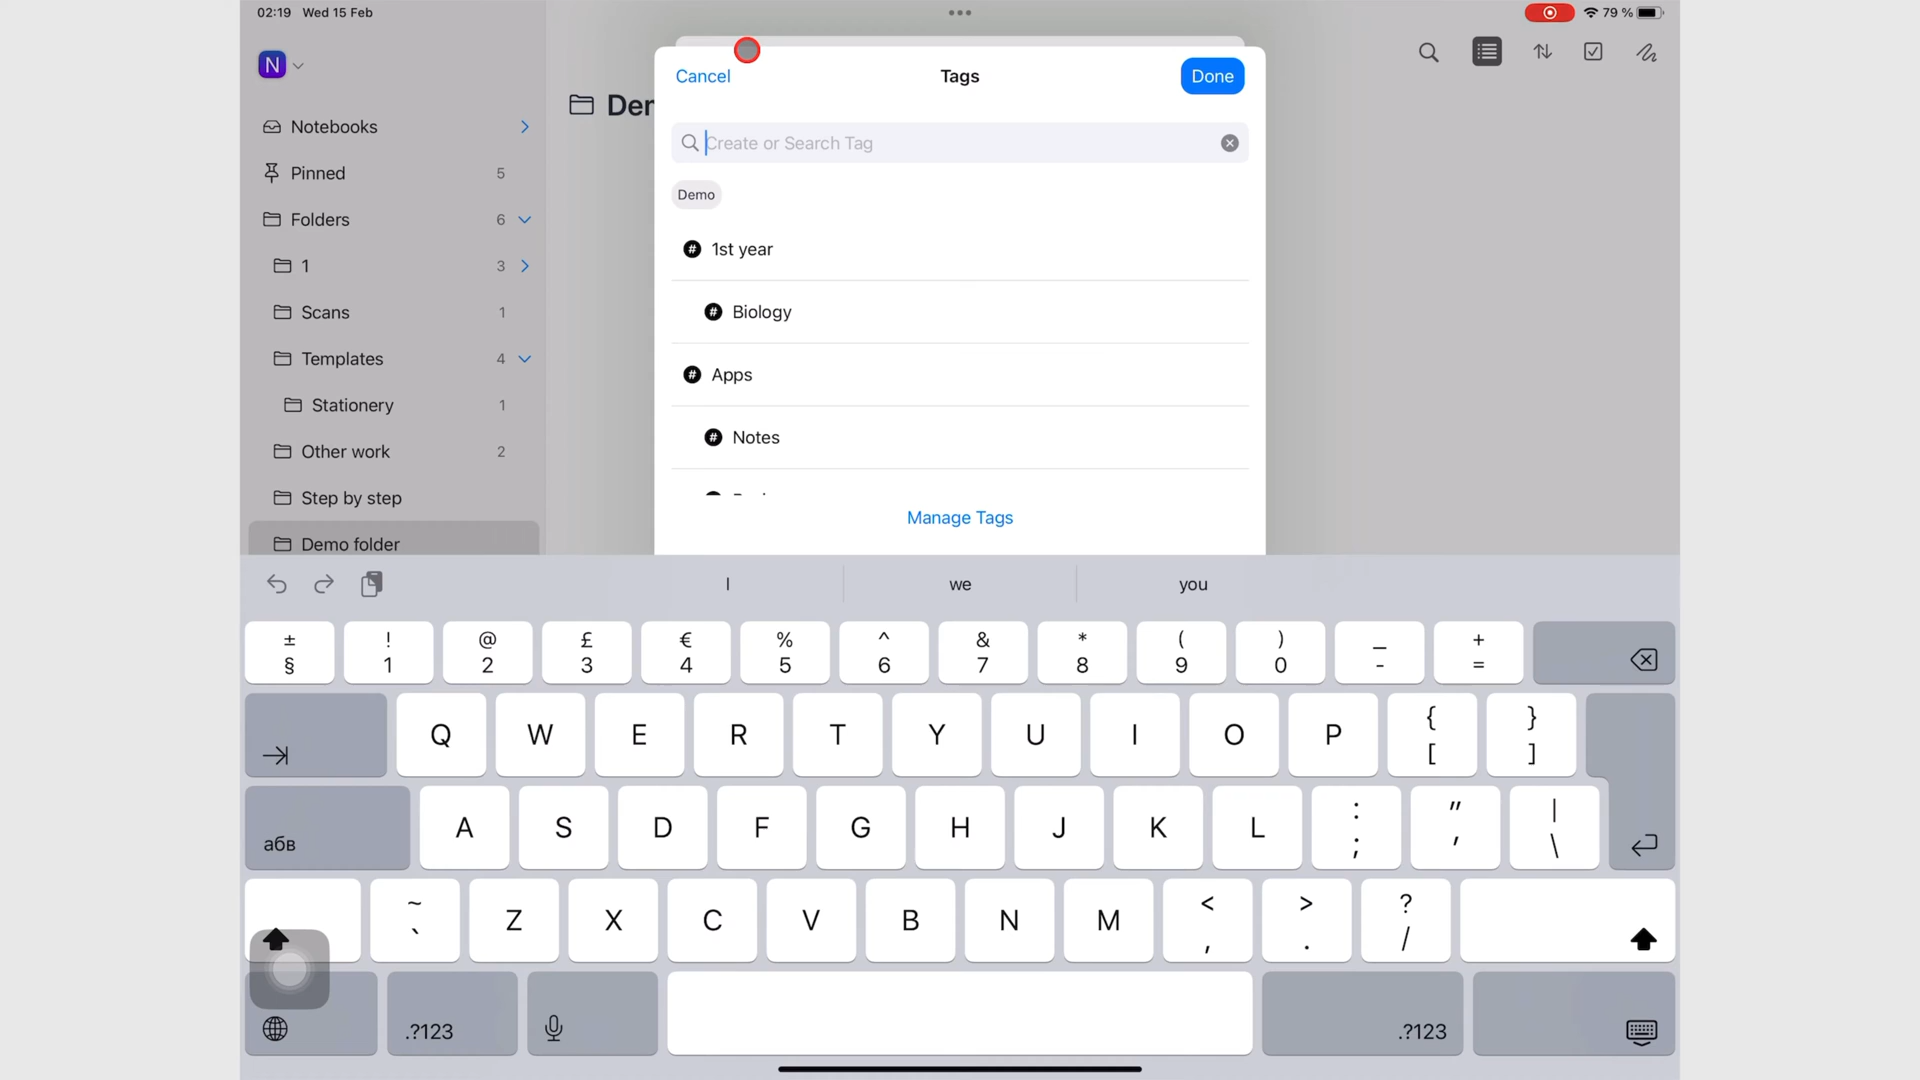 02:19 Wed 15 Feb
79 %
N
Cancel
Tags
Done
Der
Notebooks
Create or Search Tag
Pinned 5
Demo
Folders 6
1st year
1 3
Scans 1
Biology
Templates 4
Apps
Stationery 1
Notes
Other work 2
Step by step
Manage Tags
Demo folder
I we you
± ! @ £ € % ^ & * ( ) _ +
§ 1 2 3 4 5 6 7 8 9 0 - =
Q W E R T Y U I O P { }
[ ]
A S D F G H J K L : " |
абв ; ' \
~ Z X C V B N M < > ?
` , . /
.?123 .?123